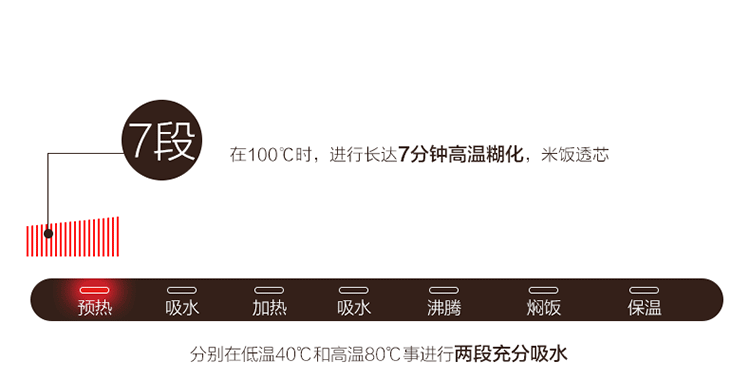 7段
在100℃时，进行长达7分钟高温糊化，米饭透芯
预热 吸水 加热 吸水 沸腾 焖饭 保温
分别在低温40℃和高温80℃事进行两段充分吸水